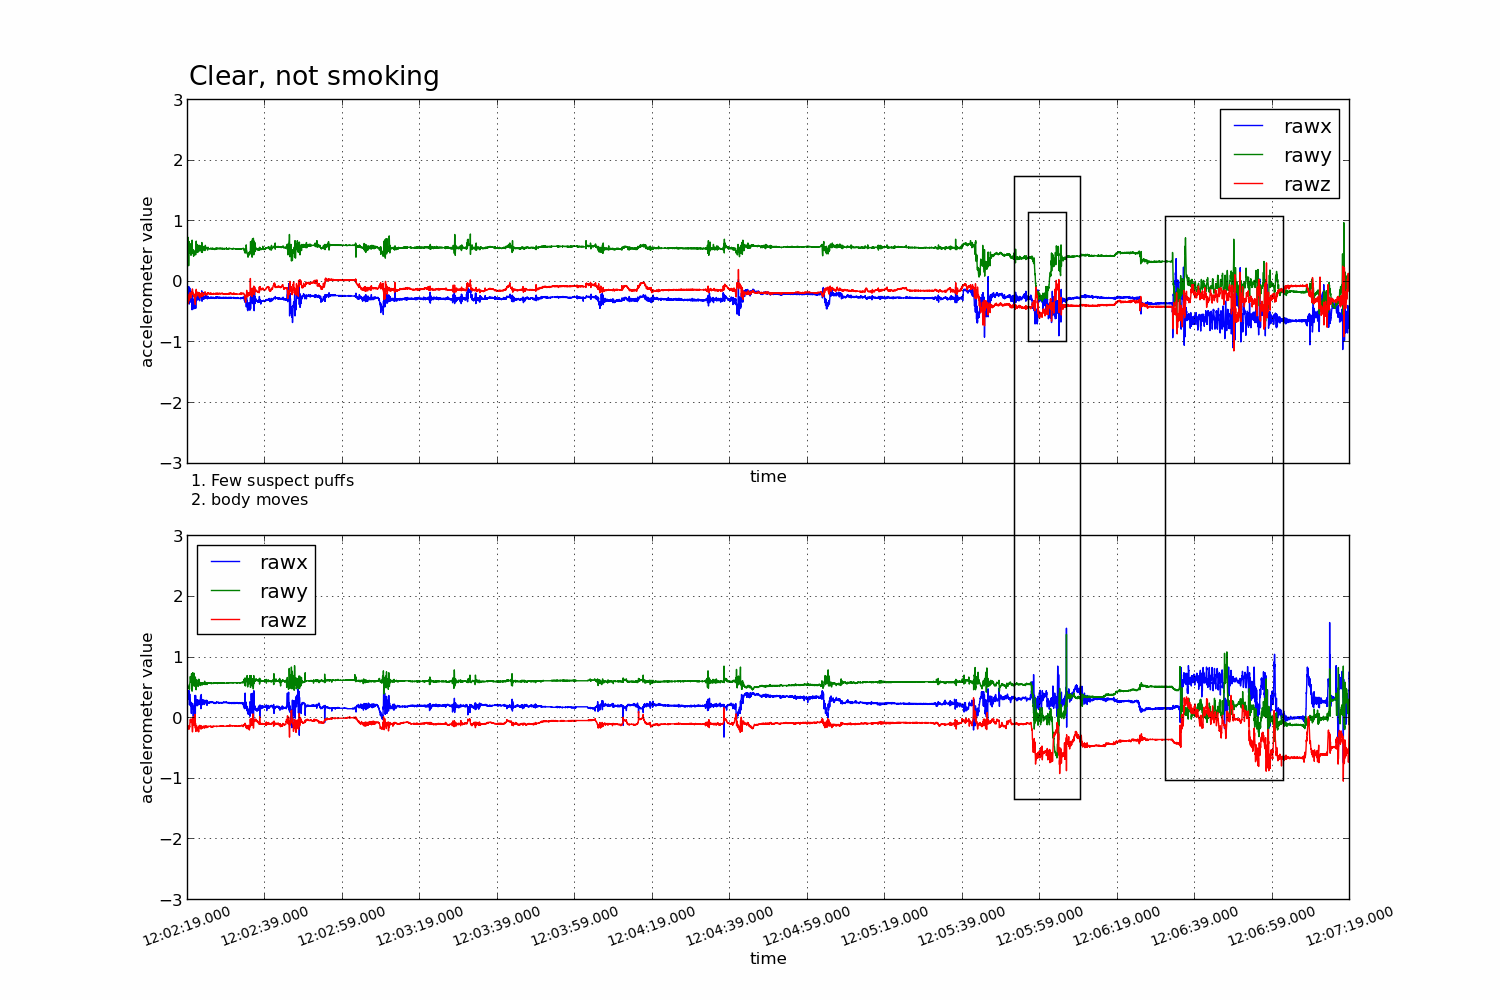 Clear, not smoking
3
2
1
0
−1
−2
−3
accelerometer value
rawx
rawy
rawz
time
1. Few suspect puffs
2. body moves
3
2
1
0
−1
−2
−3
accelerometer value
rawx
rawy
rawz
12:02:19.000
12:02:39.000
12:02:59.000
12:03:19.000
12:03:39.000
12:03:59.000
12:04:19.000
12:04:39.000
12:04:59.000
12:05:19.000
12:05:39.000
12:05:59.000
12:06:19.000
12:06:39.000
12:06:59.000
12:07:19.000
time